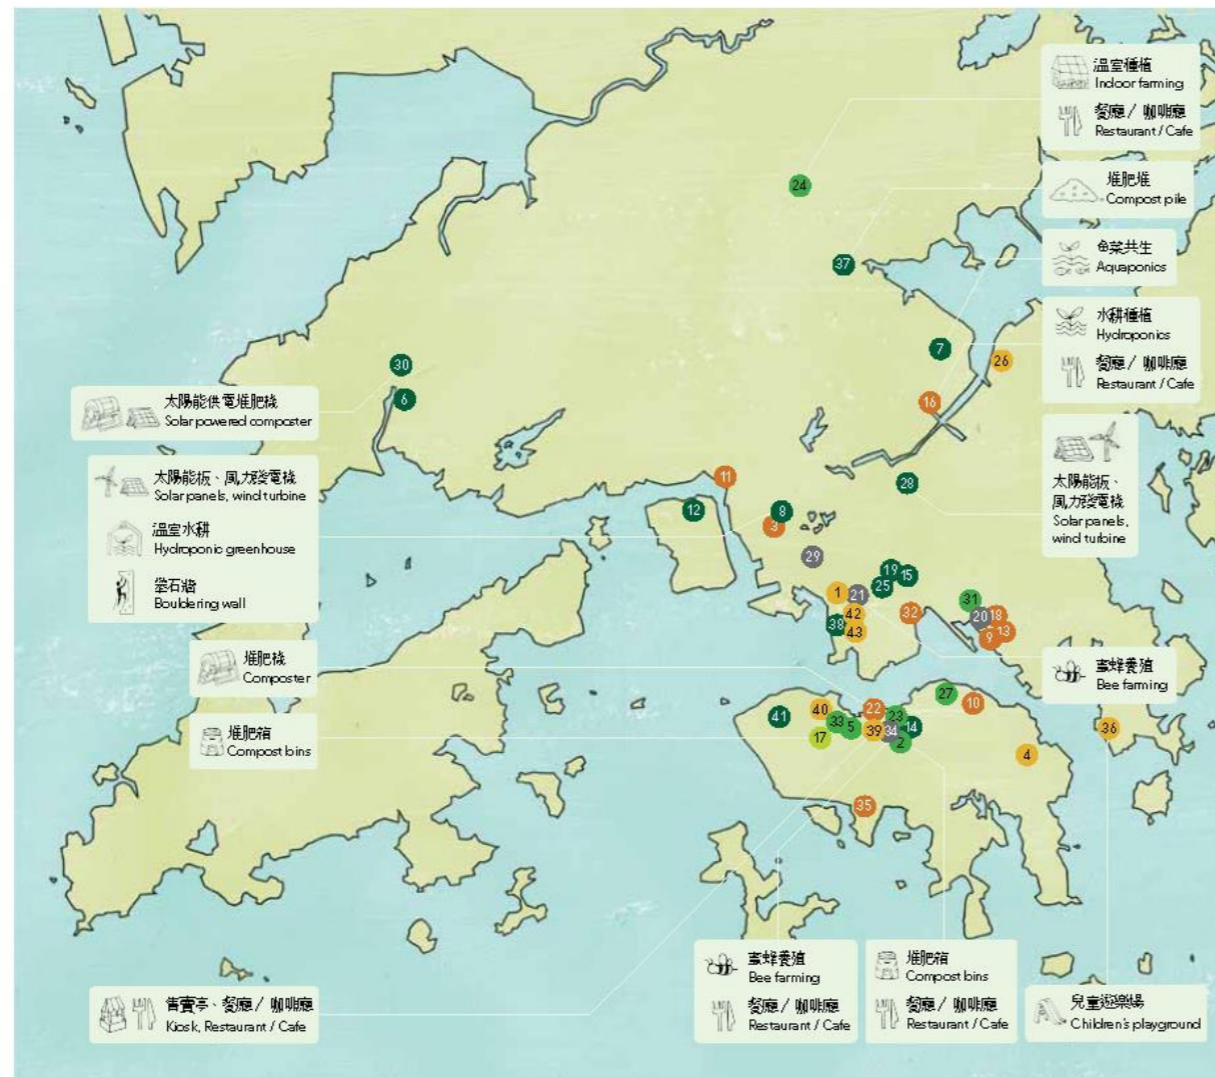 溫室種植
Indoor farming
餐廳 / 咖啡廳
Restaurant / Cafe
24
堆肥堆
Compost pile
37
魚菜共生
Aquaponics
水耕種植
Hydroponics
餐廳 / 咖啡廳
Restaurant / Cafe
7
26
30
6
16
太陽能供電堆肥機
Solar powered composter
太陽能板、風力發電機
Solar panels, wind turbine
溫室水耕
Hydroponic greenhouse
攀石牆
Bouldering wall
11
12
8
3
28
太陽能板、
風力發電機
Solar panels,
wind turbine
29
19
15
25
1
21
42
38
43
32
31
20
18
13
9
堆肥機
Composter
蜜蜂養殖
Bee farming
堆肥箱
Compost bins
27
10
40
22
41
33
5
23
14
39
34
17
2
36
4
35
售賣亭、餐廳 / 咖啡廳
Kiosk, Restaurant / Cafe
蜜蜂養殖
Bee farming
餐廳 / 咖啡廳
Restaurant / Cafe
堆肥箱
Compost bins
餐廳 / 咖啡廳
Restaurant / Cafe
兒童遊樂場
Children's playground